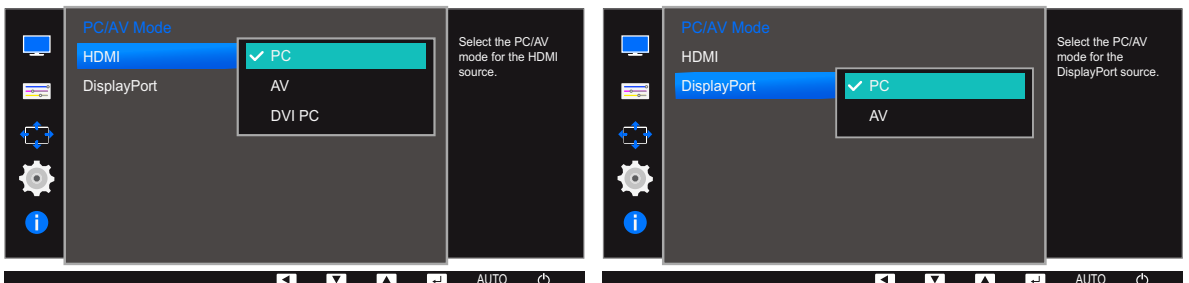 PC/AV Mode
HDMI
DisplayPort
PC
AV
DVI PC
Select the PC/AV
mode for the HDMI
source.
AUTO
PC/AV Mode
HDMI
DisplayPort
PC
AV
Select the PC/AV
mode for the
DisplayPort source.
AUTO